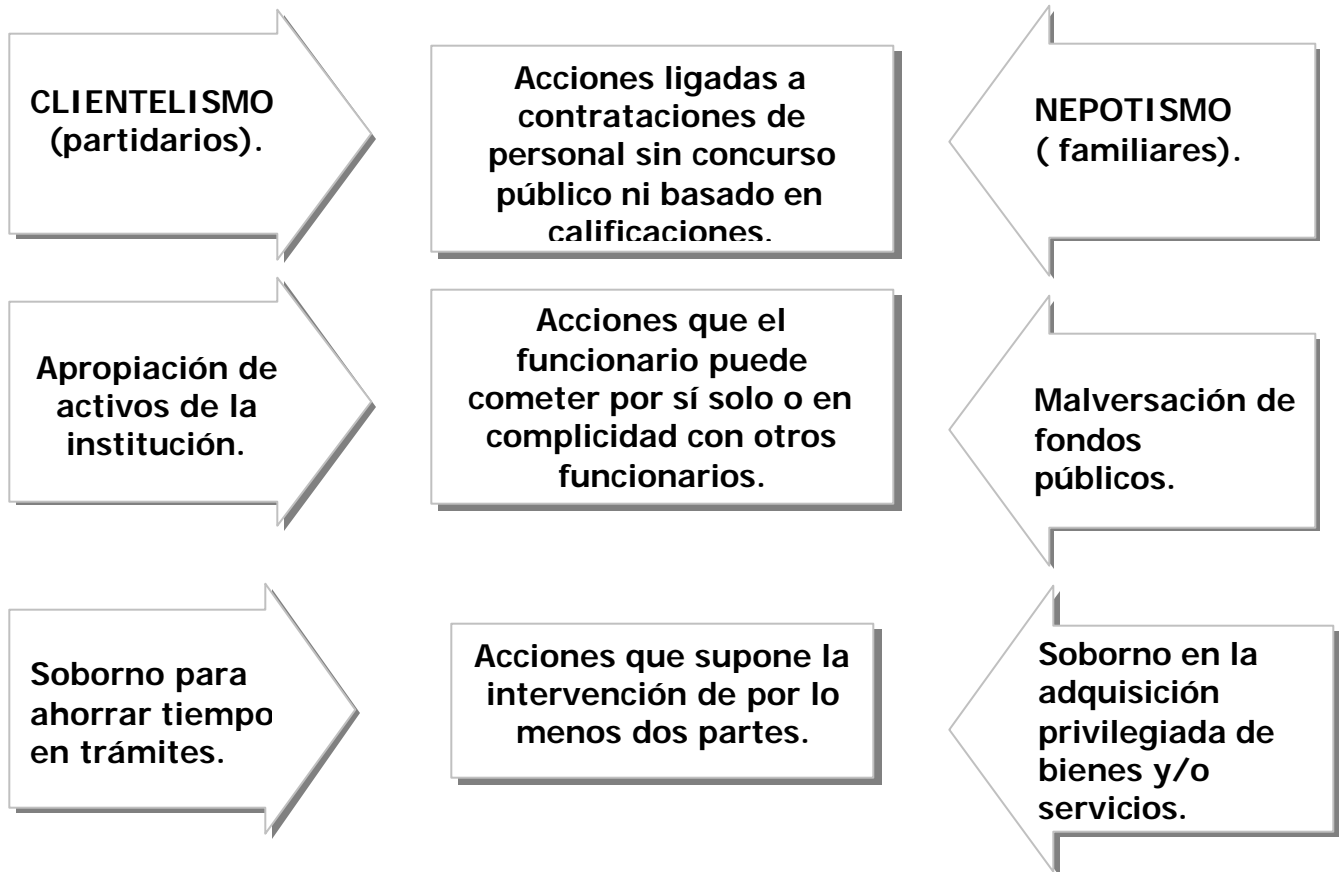 CLIENTELISMO
(partidarios).
Acciones ligadas a
contrataciones de
personal sin concurso
público ni basado en
calificaciones.
NEPOTISMO
( familiares).
Apropiación de
activos de la
institución.
Acciones que el
funcionario puede
cometer por sí solo o en
complicidad con otros
funcionarios.
Malversación de
fondos
públicos.
Soborno para
ahorrar tiempo
en trámites.
Acciones que supone la
intervención de por lo
menos dos partes.
Soborno en la
adquisición
privilegiada de
bienes y/o
servicios.